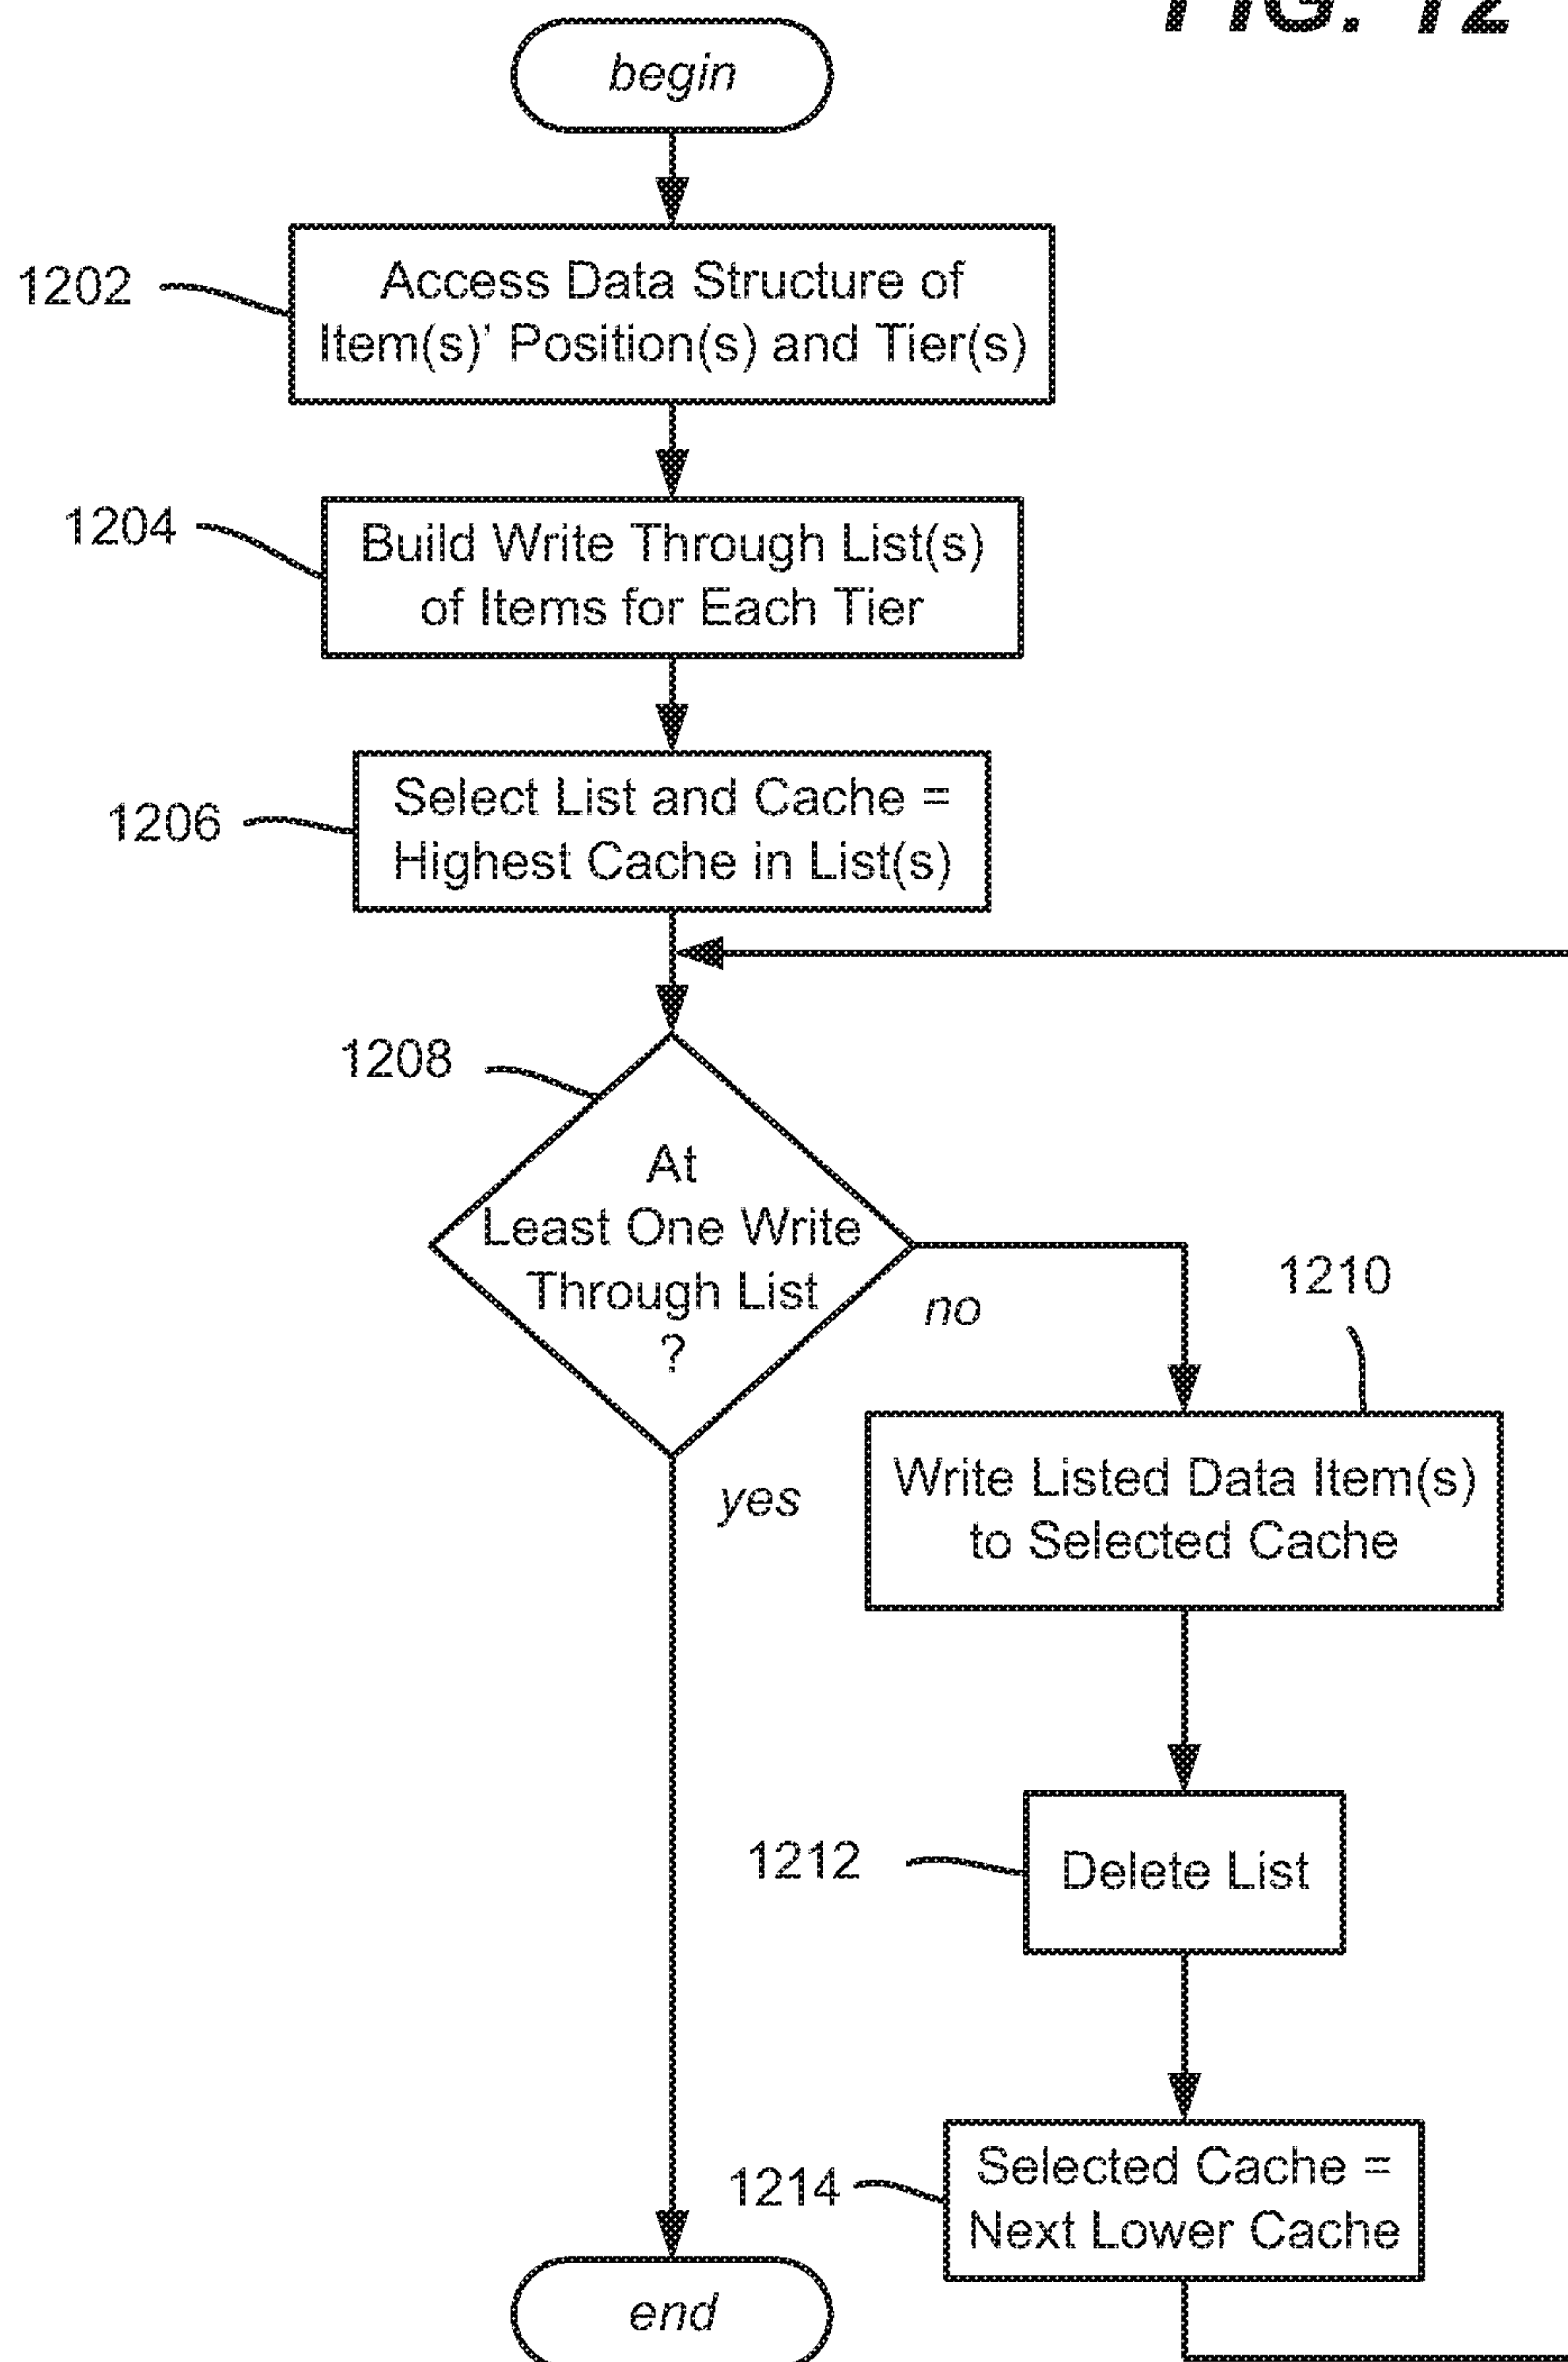 FIG. 12
begin
1202
Access Data Structure of
Item(s)' Position(s) and Tier(s)
1204
Build Write Through List(s)
of Items for Each Tier
1206
Select List and Cache =
Highest Cache in List(s)
1208
At
Least One Write
Through List
?
no
1210
yes
Write Listed Data Item(s)
to Selected Cache
1212
Delete List
1214
Selected Cache =
Next Lower Cache
end